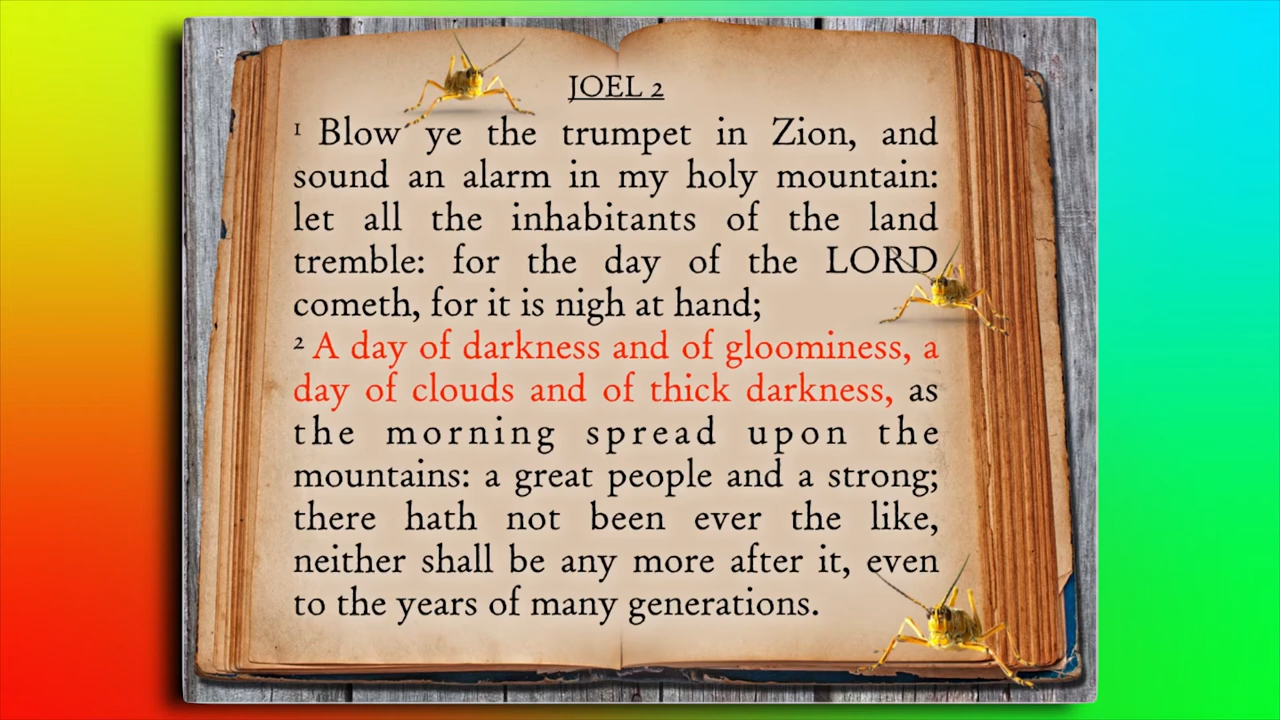 JOEL 2
1 Blow ye the trumpet in Zion, and
sound an alarm in my holy mountain:
let all the inhabitants of the land
tremble: for the day of the LORD
cometh, for it is nigh at hand;
2 A day of darkness and of gloominess, a
day of clouds and of thick darkness, as
the morning spread upon the
mountains: a great people and a strong;
there hath not been ever the like,
neither shall be any more after it, even
to the years of many generations.